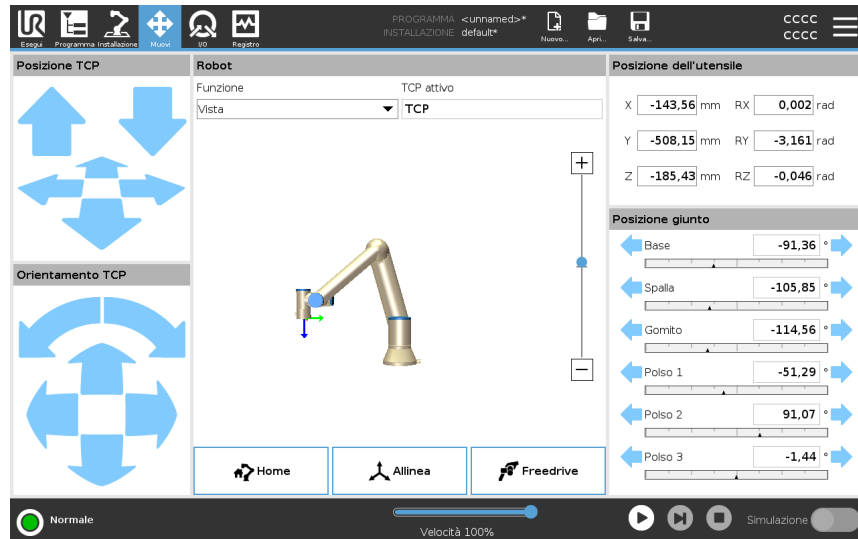 UR
Esegui
Programma
Installazione
Muovi
I/O
Registro
PROGRAMMA <unnamed>*
INSTALLAZIONE default*
Nuovo...
Apri...
Salva...
cccc
cccc
Posizione TCP
Robot
Posizione dell'utensile
Funzione
TCP attivo
Vista
TCP
X -143,56 mm RX 0,002 rad
Y -508,15 mm RY -3,161 rad
Z -185,43 mm RZ -0,046 rad
Posizione giunto
Base -91,36 °
Spalla -105,85 °
Gomito -114,56 °
Polso 1 -51,29 °
Polso 2 91,07 °
Polso 3 -1,44 °
Orientamento TCP
Home
Allinea
Freedrive
Normale
Velocità 100%
Simulazione